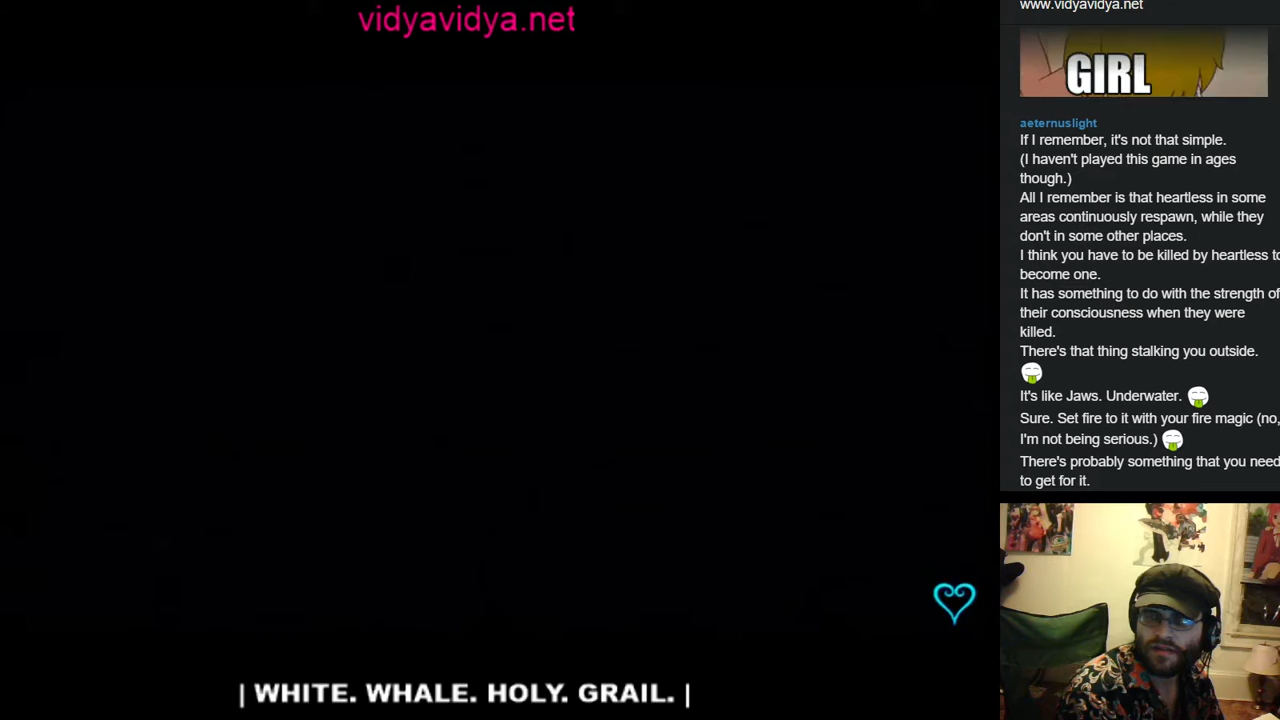 vidyavidya.net
www.vidyavidya.net
GIRL
aeternuslight
If I remember, it's not that simple.
(I haven't played this game in ages
though.)
All I remember is that heartless in some
areas continuously respawn, while they
don't in some other places.
I think you have to be killed by heartless to
become one.
It has something to do with the strength of
their consciousness when they were
killed.
There's that thing stalking you outside.
It's like Jaws. Underwater.
Sure. Set fire to it with your fire magic (no,
I'm not being serious.)
There's probably something that you need
to get for it.
| WHITE. WHALE. HOLY. GRAIL. |